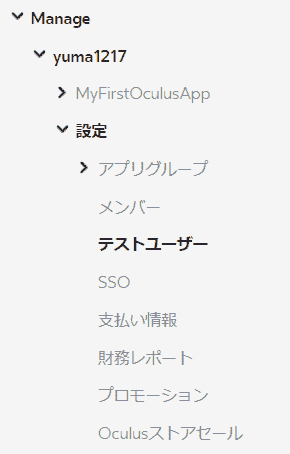 Manage
yuma1217
MyFirstOculusApp
設定
アプリグループ
メンバー
テストユーザー
SSO
支払い情報
財務レポート
プロモーション
Oculusストアセール